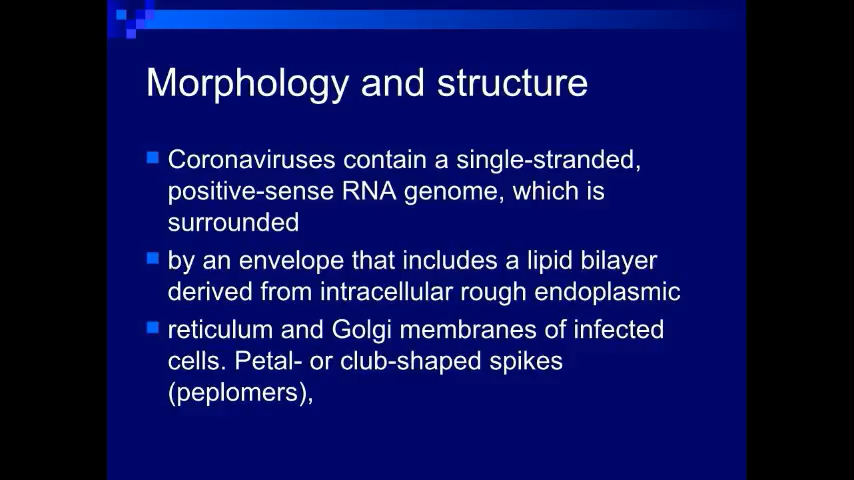 Morphology and structure
Coronaviruses contain a single-stranded,
positive-sense RNA genome, which is
surrounded
by an envelope that includes a lipid bilayer
derived from intracellular rough endoplasmic
reticulum and Golgi membranes of infected
cells. Petal- or club-shaped spikes
(peplomers),